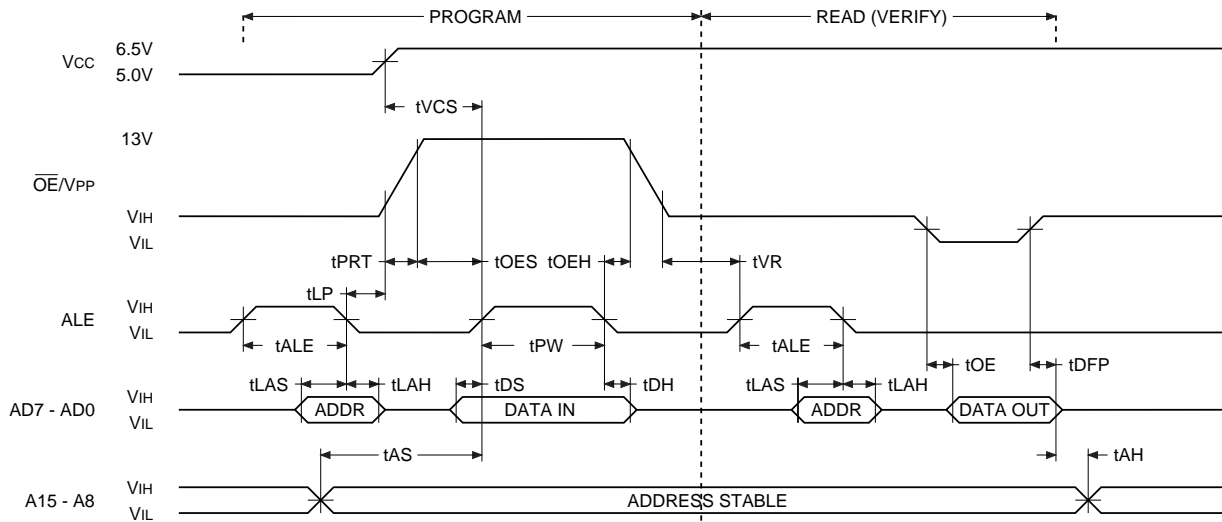 PROGRAM READ (VERIFY)
6.5V
VCC
5.0V
tVCS
13V
OE/VPP
VIH
VIL
tPRT tOES tOEH tVR
tLP
VIH
ALE
VIL
tALE tPW tALE
tOE tDFP
tLAS tLAH tDS tDH tLAS tLAH
VIH
AD7 - AD0 ADDR DATA IN ADDR DATA OUT
VIL
tAS tAH
VIH
A15 - A8 ADDRESS STABLE
VIL